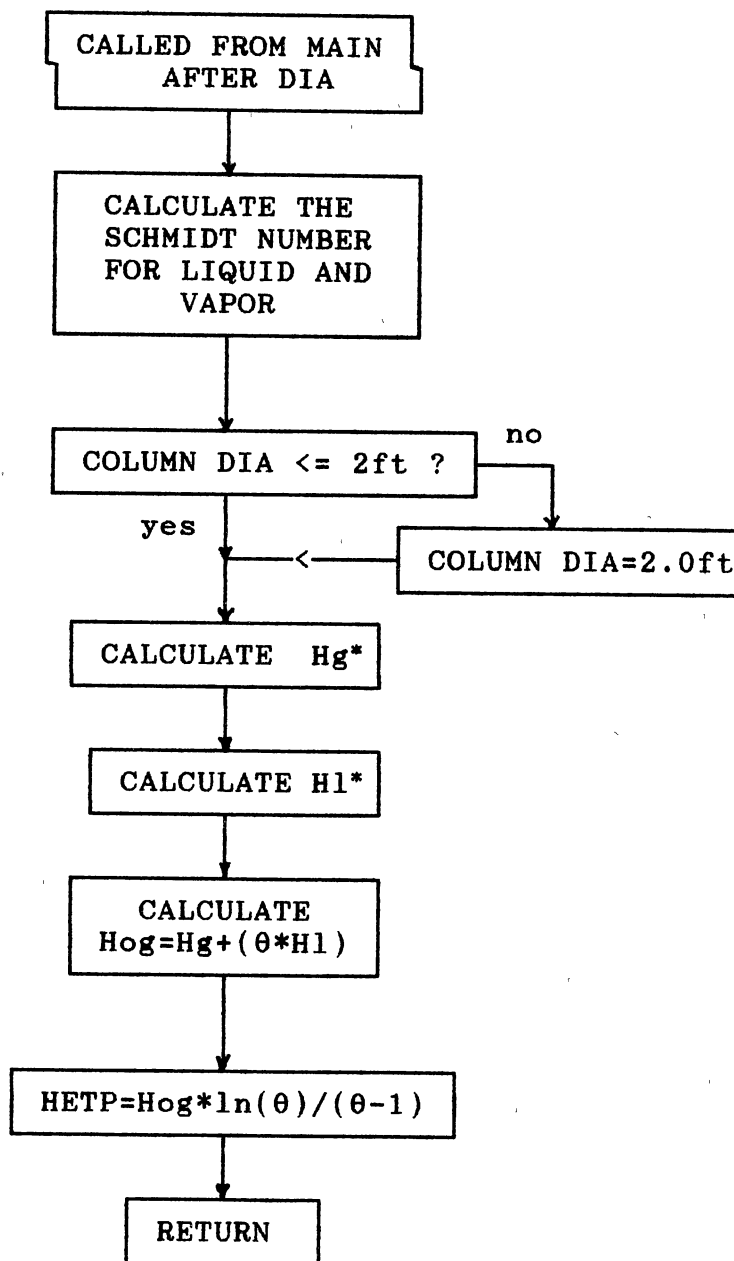 CALLED FROM MAIN
AFTER DIA
CALCULATE THE
SCHMIDT NUMBER
FOR LIQUID AND
VAPOR
COLUMN DIA <= 2ft ?
no
yes
COLUMN DIA=2.0ft
CALCULATE Hg*
CALCULATE Hl*
CALCULATE
Hog=Hg+(θ*Hl)
HETP=Hog*ln(θ)/(θ-1)
RETURN